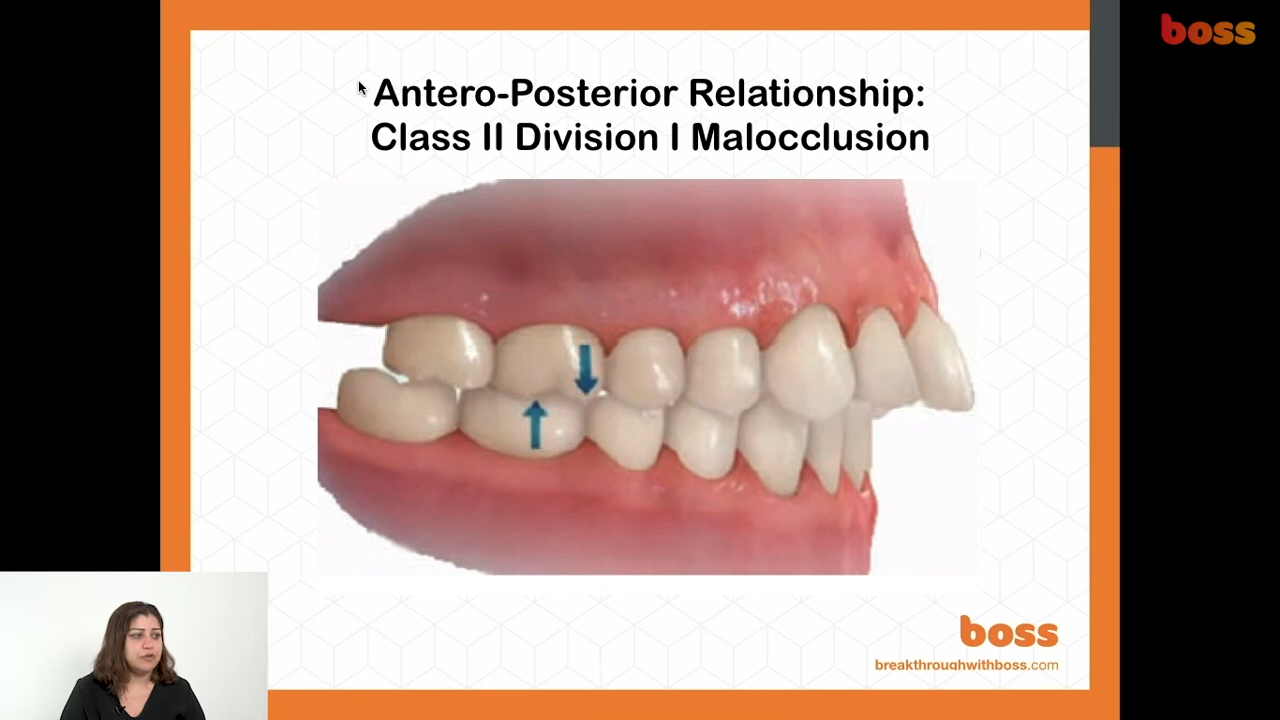 boss
Antero-Posterior Relationship:
Class II Division I Malocclusion
boss
breakthroughwithboss.com